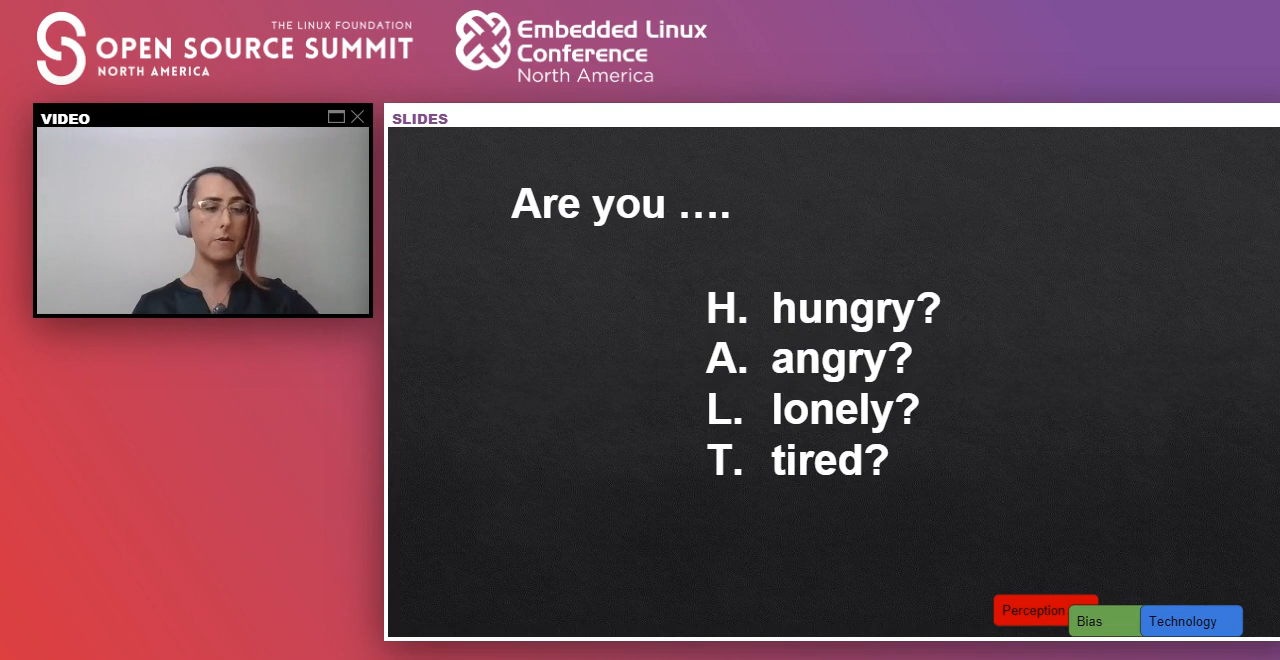 THE LINUX FOUNDATION
OPEN SOURCE SUMMIT
NORTH AMERICA
Embedded Linux
Conference
North America
VIDEO
SLIDES
Are you ....
H. hungry?
A. angry?
L. lonely?
T. tired?
Perception
Bias
Technology